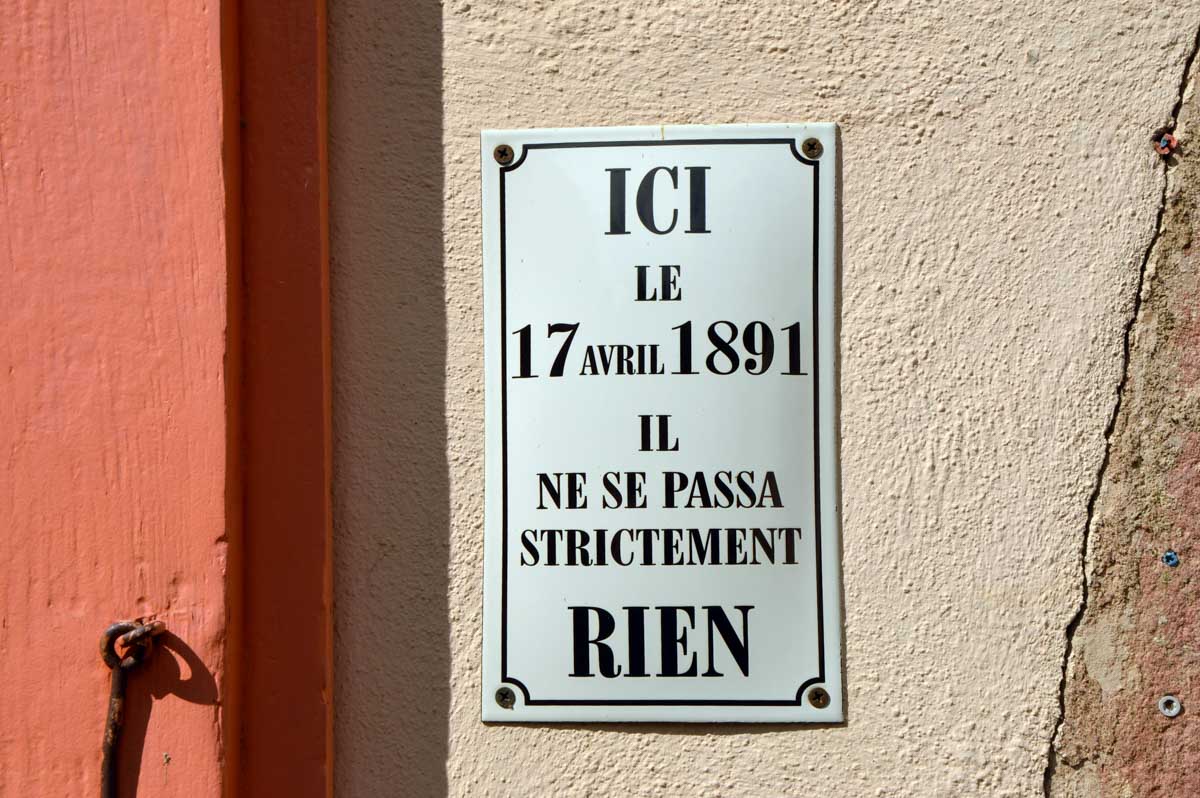 ICI
LE
17 AVRIL 1891
IL
NE SE PASSA
STRICTEMENT
RIEN